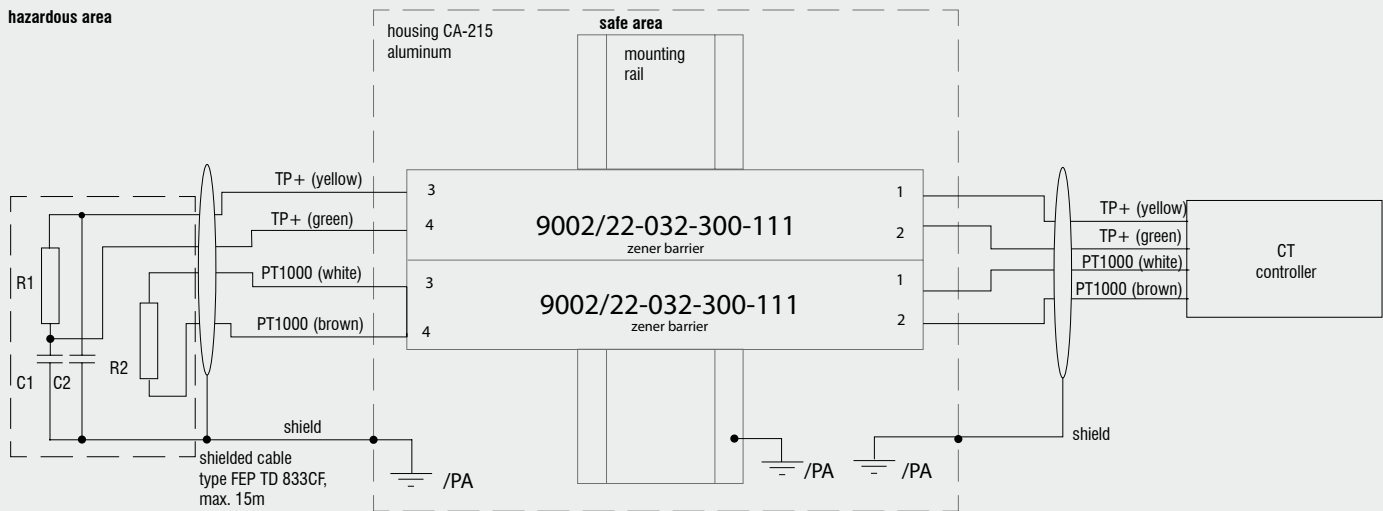 hazardous area
housing CA-215
aluminum
safe area
mounting
rail
TP+ (yellow)
3
1
TP+ (yellow)
TP+ (green)
4
9002/22-032-300-111
zener barrier
2
TP+ (green)
CT
controller
R1
PT1000 (white)
3
1
PT1000 (white)
9002/22-032-300-111
zener barrier
PT1000 (brown)
PT1000 (brown)
4
2
C1
C2
R2
shield
shield
shielded cable
type FEP TD 833CF,
max. 15m
/PA
/PA
/PA